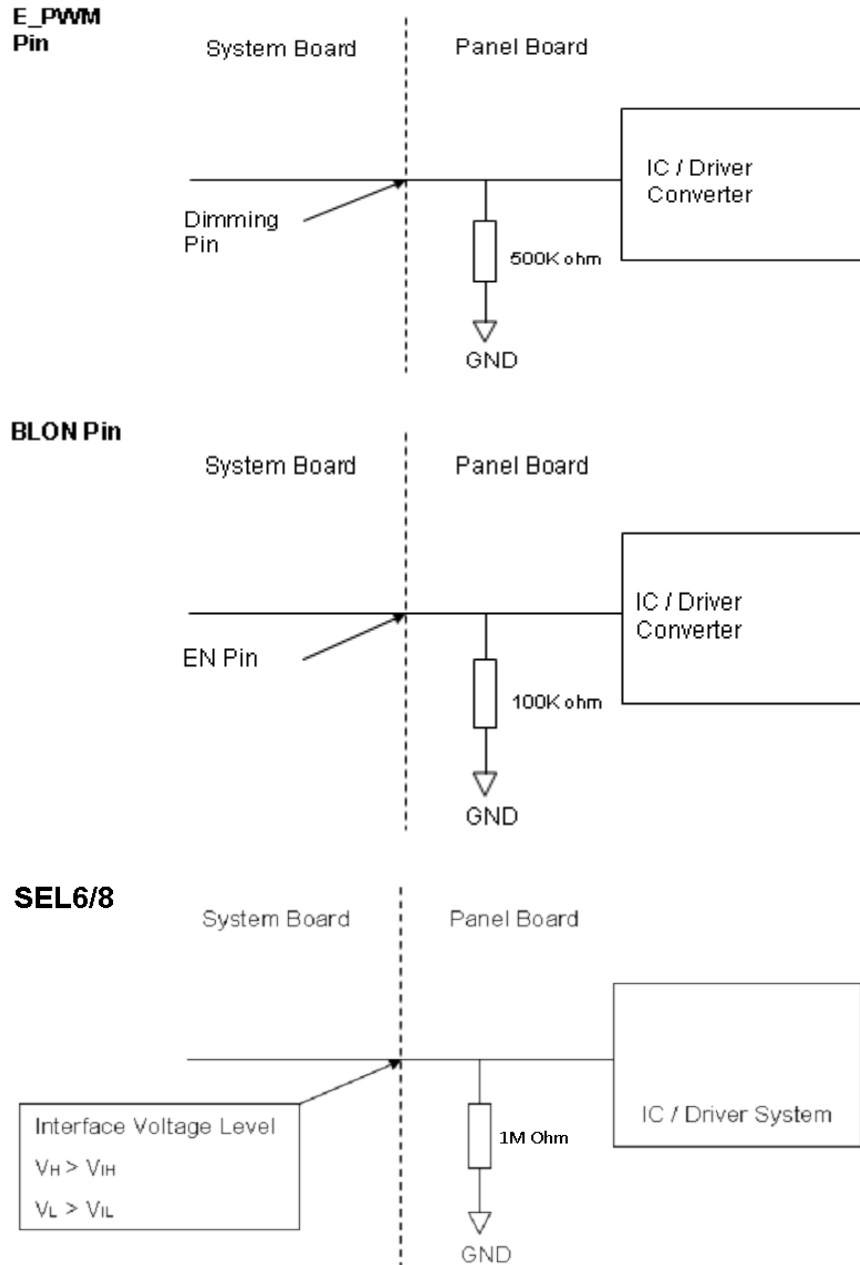 E_PWM
Pin
System Board
Panel Board
IC / Driver
Converter
Dimming
Pin
500K ohm
GND
BLON Pin
System Board
Panel Board
IC / Driver
Converter
EN Pin
100K ohm
GND
SEL6/8
System Board
Panel Board
IC / Driver System
Interface Voltage Level
VH > VIH
VL > VIL
1M Ohm
GND